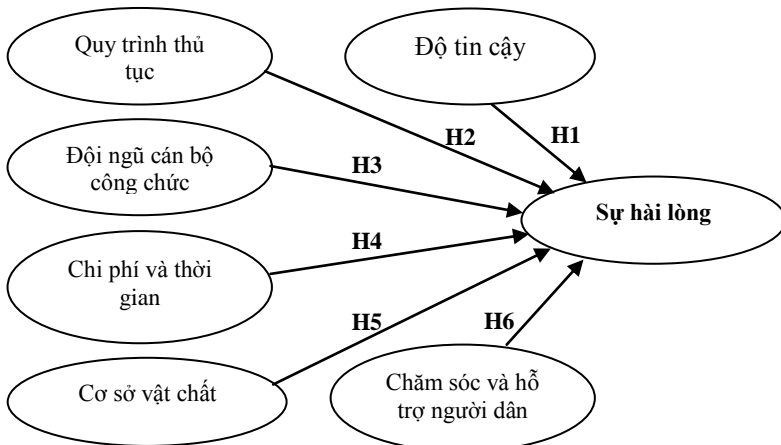 Quy trình thủ
tục
Độ tin cậy
H1
H2
Đội ngũ cán bộ
công chức
H3
Sự hài lòng
Chi phí và thời
gian
H4
H5
H6
Cơ sở vật chất
Chăm sóc và hỗ
trợ người dân